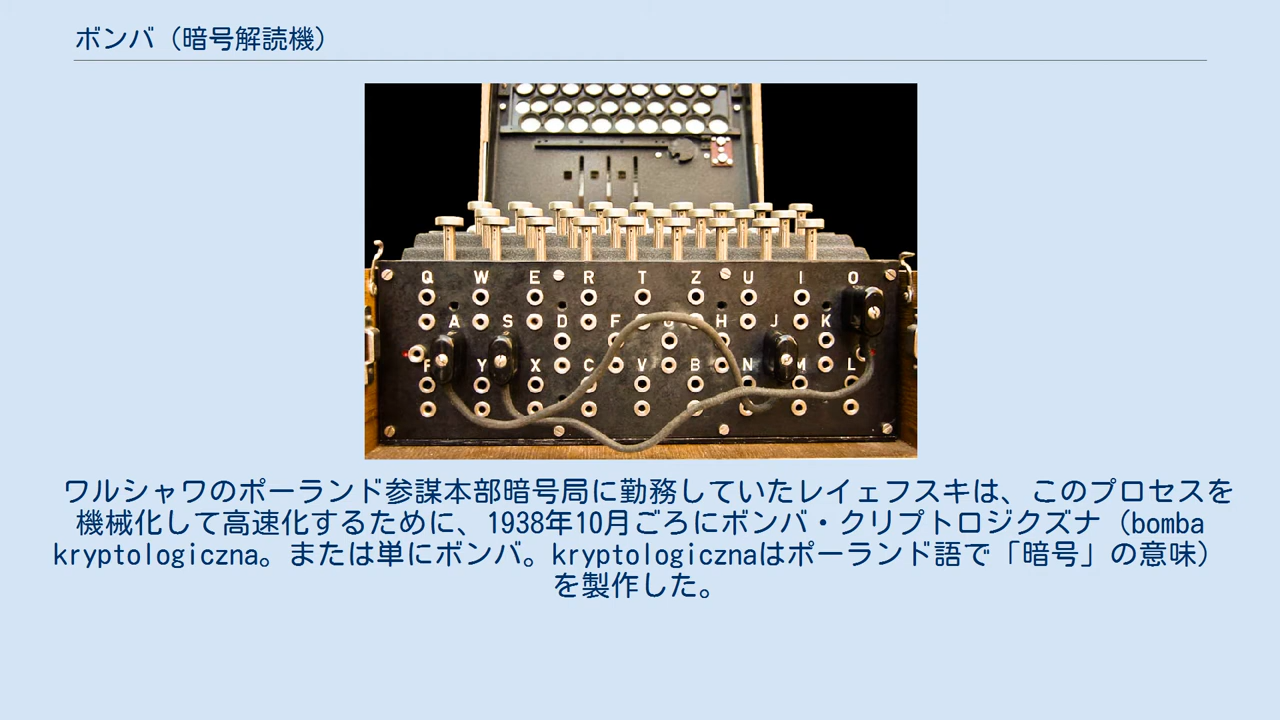 ボンバ（暗号解読機）
Q W E R T Z U I O
A S D F G H J K
P Y X C V B N M L
ワルシャワのポーランド参謀本部暗号局に勤務していたレイェフスキは、このプロセスを
機械化して高速化するために、1938年10月ごろにボンバ・クリプトロジクズナ（bomba
kryptologiczna。または単にボンバ。kryptologicznaはポーランド語で「暗号」の意味）
を製作した。